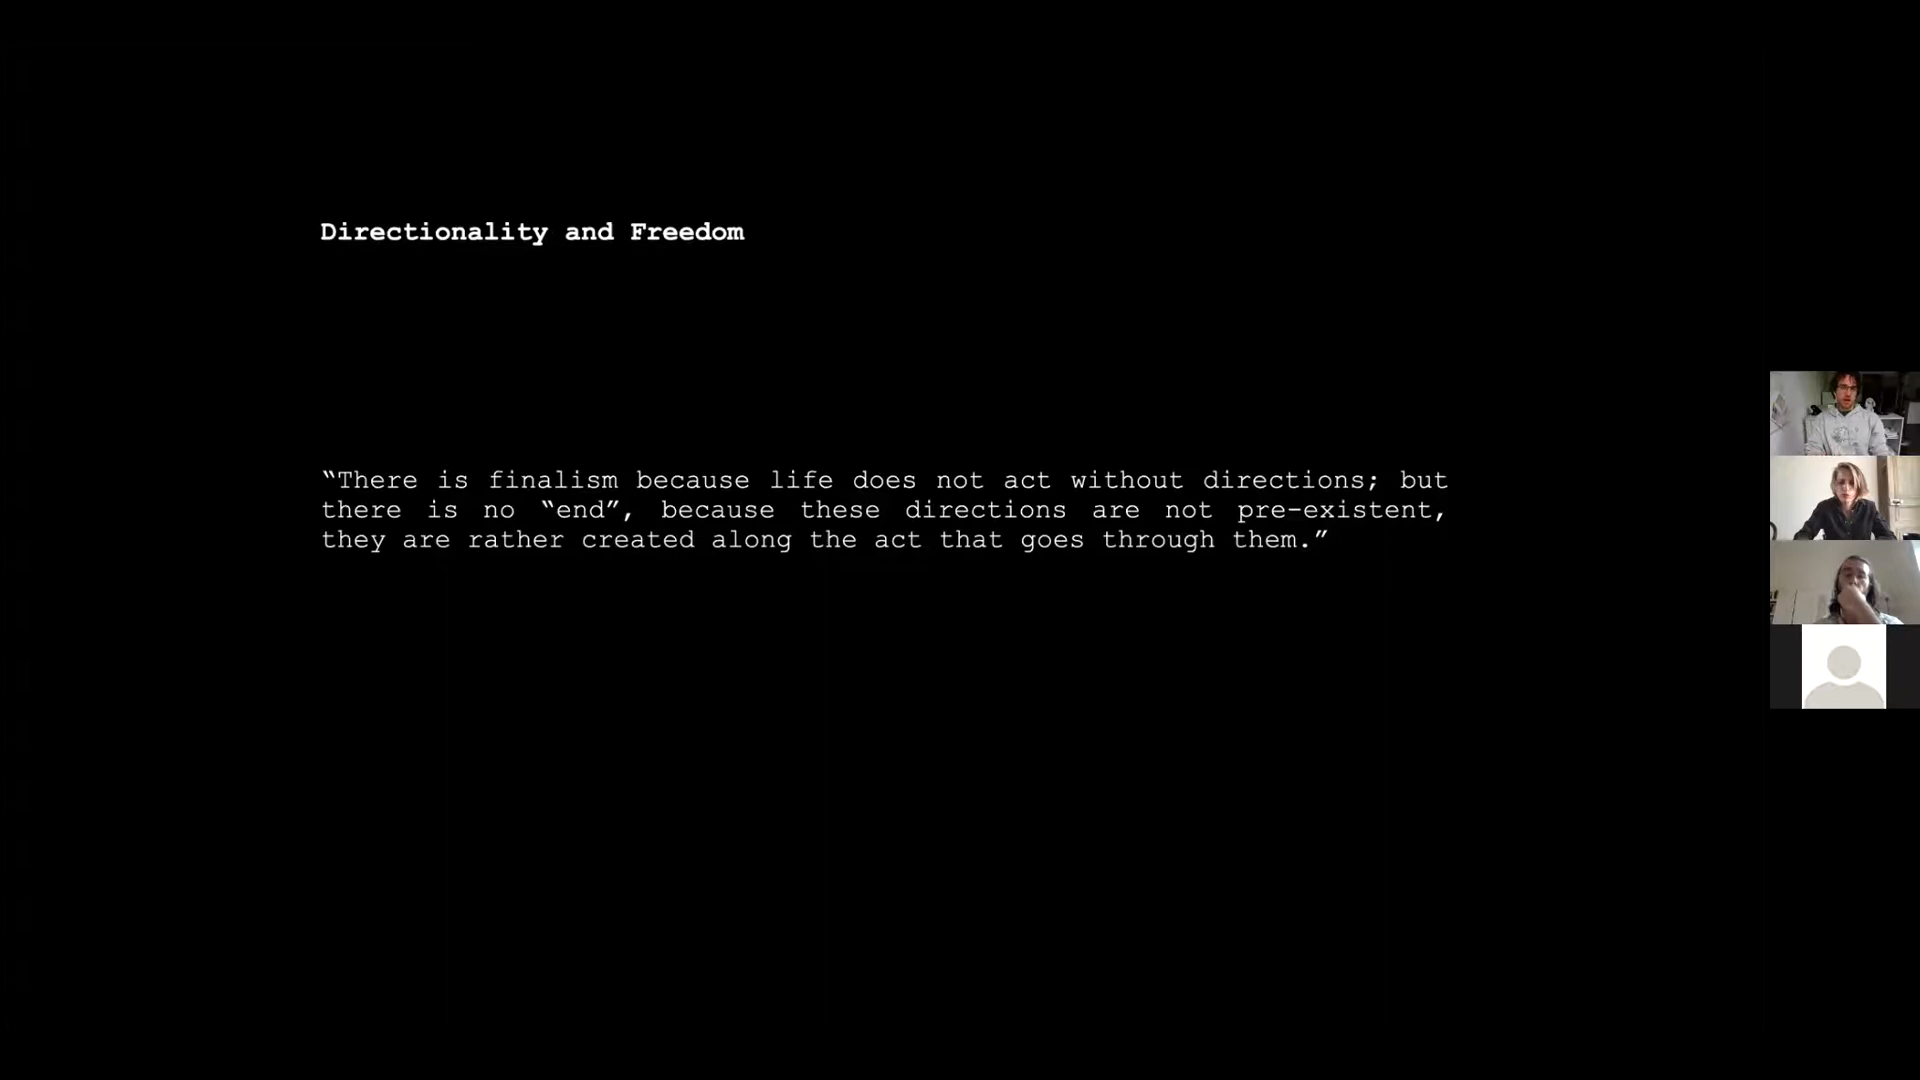 Directionality and Freedom
“There is finalism because life does not act without directions; but
there is no “end”, because these directions are not pre-existent,
they are rather created along the act that goes through them.”